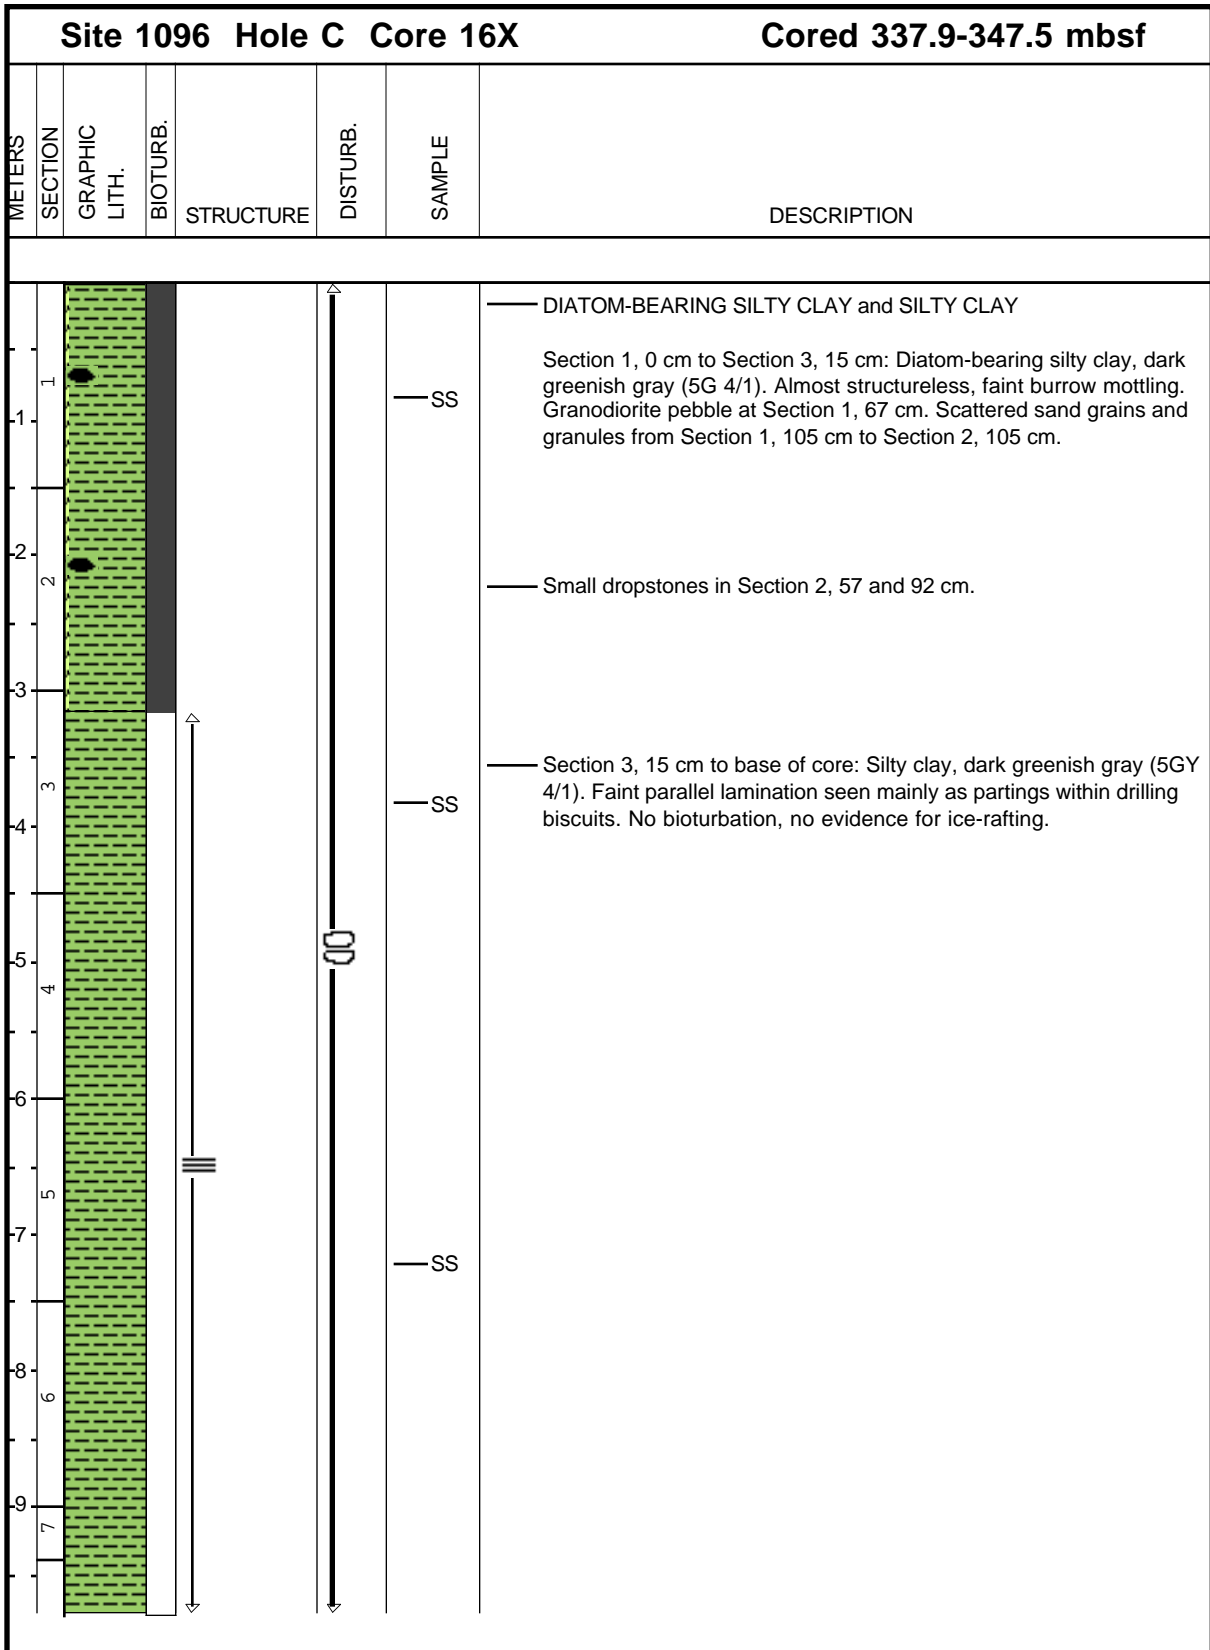 Site 1096 Hole C Core 16X Cored 337.9-347.5 mbsf
METERS
SECTION
GRAPHIC
LITH.
BIOTURB.
STRUCTURE
DISTURB.
SAMPLE
DESCRIPTION
DIATOM-BEARING SILTY CLAY and SILTY CLAY
Section 1, 0 cm to Section 3, 15 cm: Diatom-bearing silty clay, dark
greenish gray (5G 4/1). Almost structureless, faint burrow mottling.
Granodiorite pebble at Section 1, 67 cm. Scattered sand grains and
granules from Section 1, 105 cm to Section 2, 105 cm.
1
SS
1
2
2
Small dropstones in Section 2, 57 and 92 cm.
3
Section 3, 15 cm to base of core: Silty clay, dark greenish gray (5GY
4/1). Faint parallel lamination seen mainly as partings within drilling
biscuits. No bioturbation, no evidence for ice-rafting.
3
SS
4
5
4
6
5
7
SS
8
6
9
7